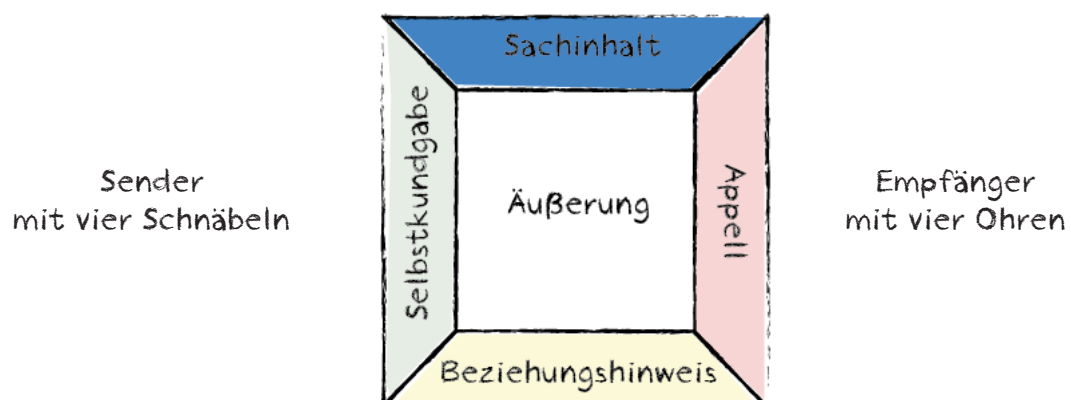 Sachinhalt
Sender
mit vier Schnäbeln
Selbstkundgabe
Äußerung
Appell
Empfänger
mit vier Ohren
Beziehungshinweis